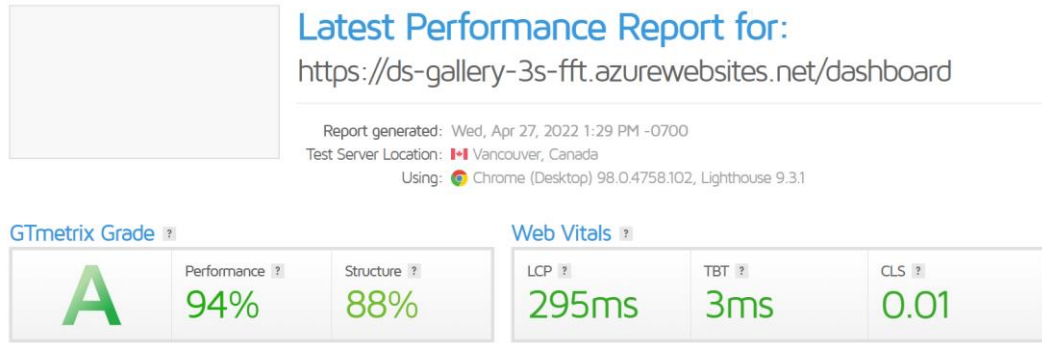 Latest Performance Report for:
https://ds-gallery-3s-fft.azurewebsites.net/dashboard
Report generated: Wed, Apr 27, 2022 1:29 PM -0700
Test Server Location: Vancouver, Canada
Using: Chrome (Desktop) 98.0.4758.102, Lighthouse 9.3.1
GTmetrix Grade ?
A
Performance ?
94%
Structure ?
88%
Web Vitals ?
LCP ?
295ms
TBT ?
3ms
CLS ?
0.01